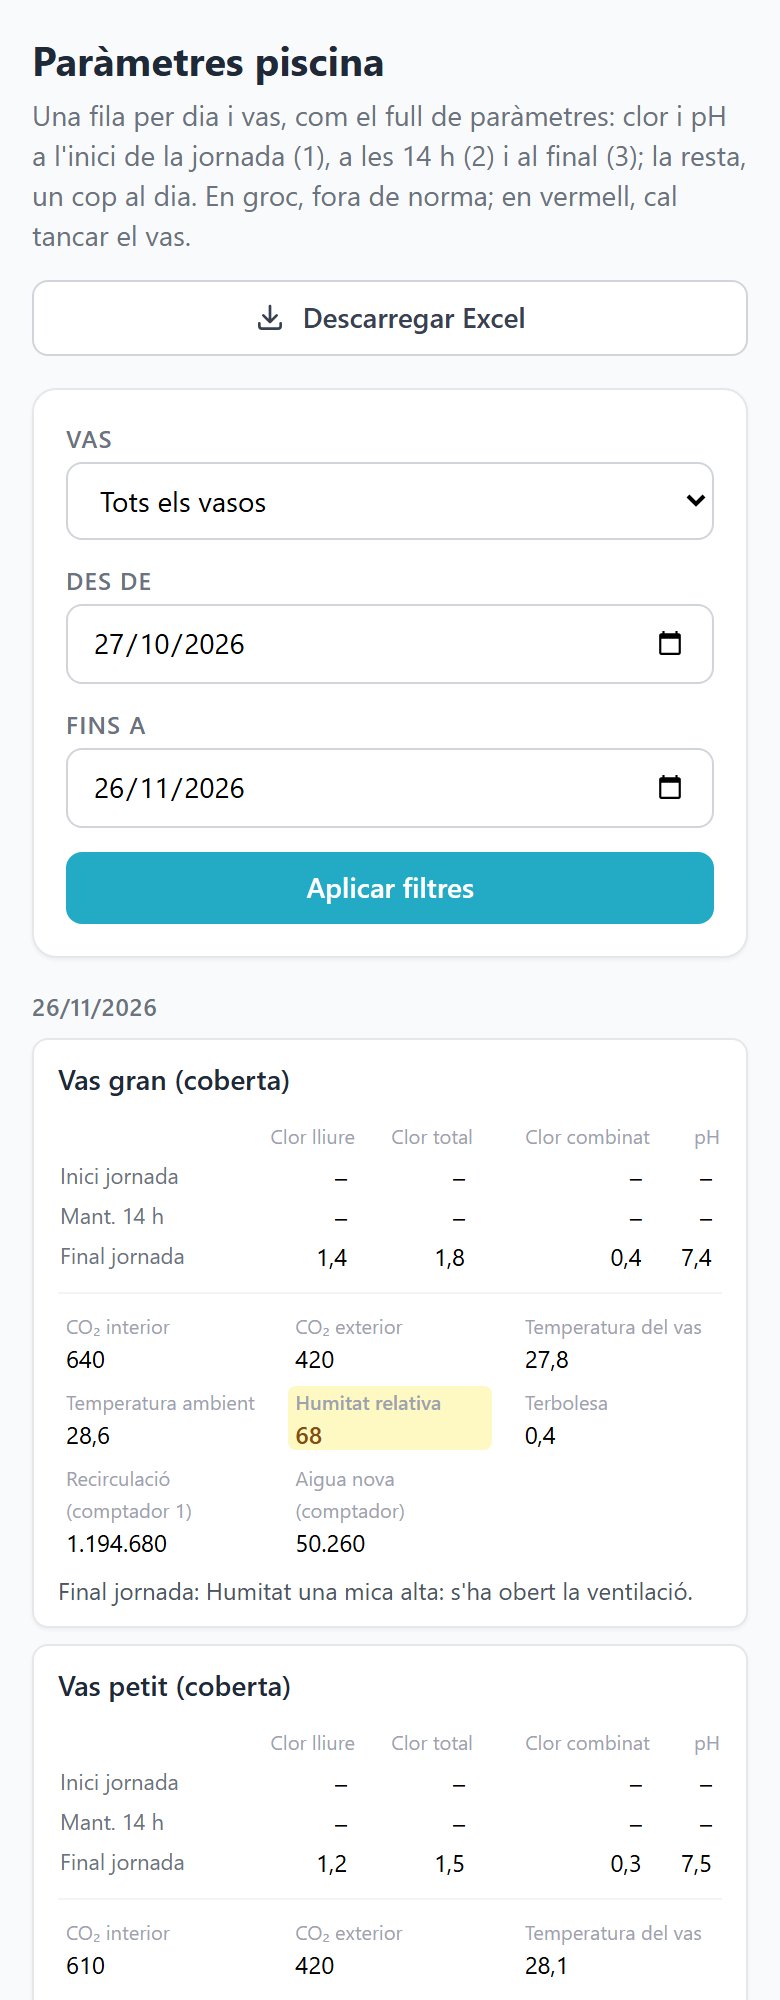 Paràmetres piscina
Una fila per dia i vas, com el full de paràmetres: clor i pH
a l'inici de la jornada (1), a les 14 h (2) i al final (3); la resta,
un cop al dia. En groc, fora de norma; en vermell, cal
tancar el vas.
Descarregar Excel
VAS
Tots els vasos
DES DE
27/10/2026
FINS A
26/11/2026
Aplicar filtres
26/11/2026
Vas gran (coberta)
Clor lliure Clor total Clor combinat pH
Inici jornada – – – –
Mant. 14 h – – – –
Final jornada 1,4 1,8 0,4 7,4
CO₂ interior CO₂ exterior Temperatura del vas
640 420 27,8
Temperatura ambient Humitat relativa Terbolesa
28,6 68 0,4
Recirculació Aigua nova
(comptador 1) (comptador)
1.194.680 50.260
Final jornada: Humitat una mica alta: s'ha obert la ventilació.
Vas petit (coberta)
Clor lliure Clor total Clor combinat pH
Inici jornada – – – –
Mant. 14 h – – – –
Final jornada 1,2 1,5 0,3 7,5
CO₂ interior CO₂ exterior Temperatura del vas
610 420 28,1